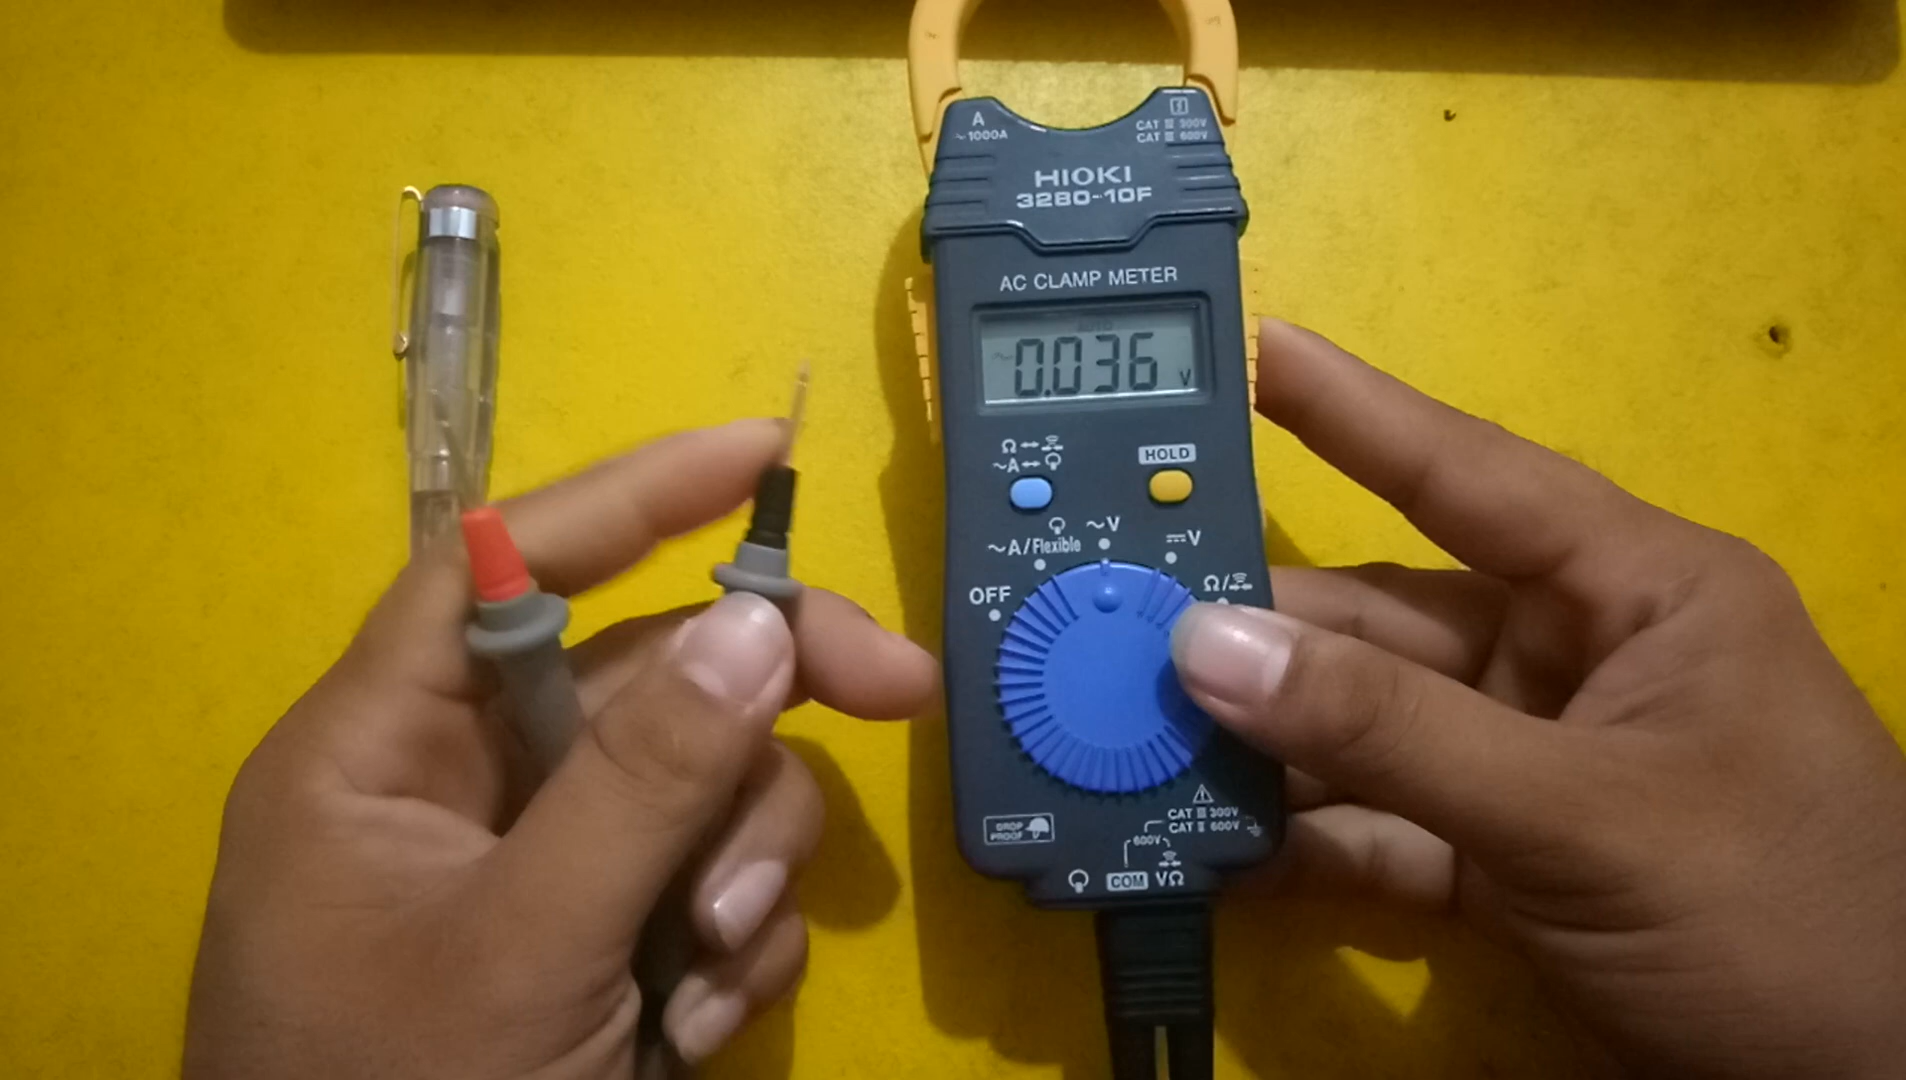 A
~1000A
CAT III 300V
CAT II 600V
HIOKI
3280-10F
AC CLAMP METER
AUTO
~0.036 V
Ω↔
~A↔
HOLD
~V
~A/Flexible
⎓V
OFF
Ω/
CAT III 300V
CAT II 600V
DROP
PROOF
600V
COM VΩ